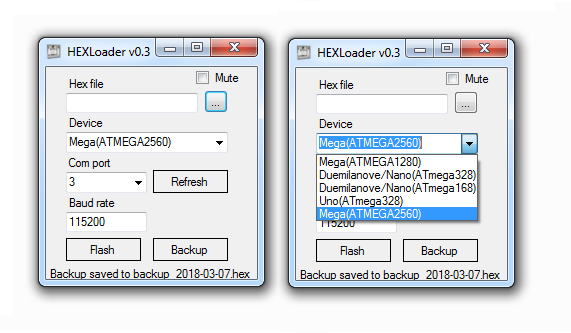 HEXLoader v0.3
Mute
Hex file
...
Device
Mega(ATMEGA2560)
Com port
3
Refresh
Baud rate
115200
Flash
Backup
Backup saved to backup_2018-03-07.hex
HEXLoader v0.3
Mute
Hex file
...
Device
Mega(ATMEGA2560)
Mega(ATMEGA1280)
Duemilanove/Nano(ATmega328)
Duemilanove/Nano(ATmega168)
Uno(ATmega328)
Mega(ATMEGA2560)
115200
Flash
Backup
Backup saved to backup_2018-03-07.hex